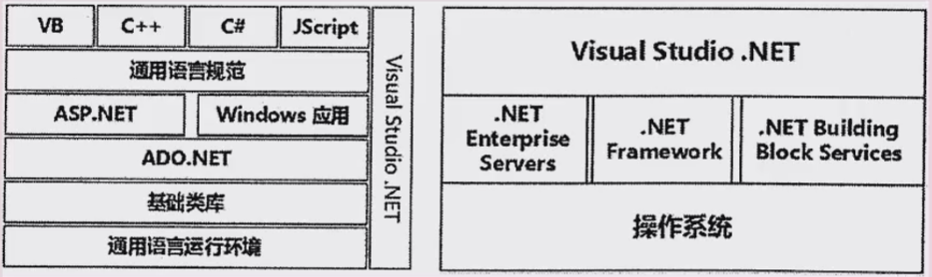 VB C++ C# JScript
通用语言规范
ASP.NET Windows 应用
ADO.NET
基础类库
通用语言运行环境
Visual Studio .NET
Visual Studio .NET
.NET Enterprise Servers
.NET Framework
.NET Building Block Services
操作系统